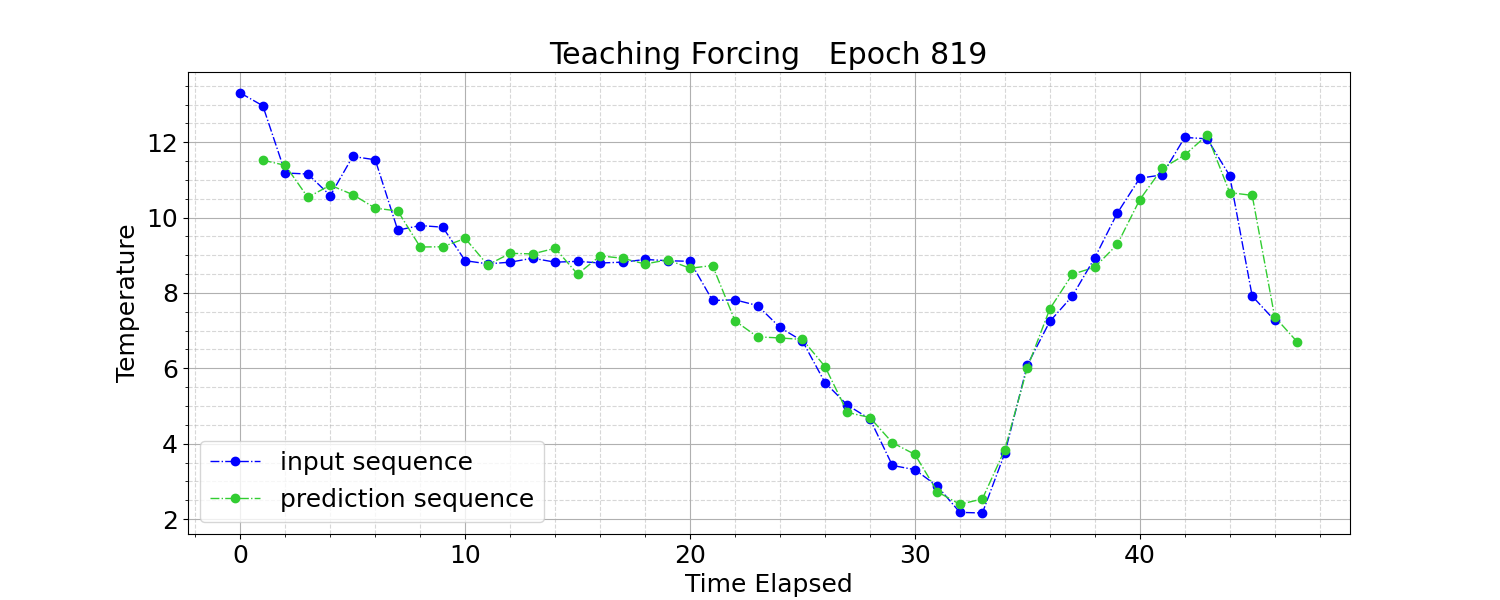 Teaching Forcing   Epoch 819
12
10
8
6
4
2
Temperature
input sequence
prediction sequence
0 10 20 30 40
Time Elapsed